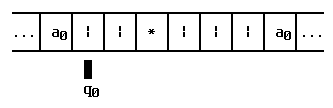 ... a₀ ¦ ¦ * ¦ ¦ ¦ a₀ ...
q₀